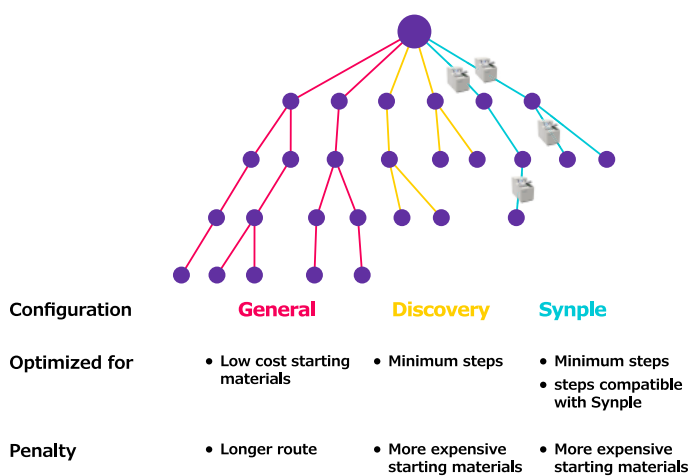 Configuration General Discovery Synple
Optimized for • Low cost starting • Minimum steps • Minimum steps
materials • steps compatible
with Synple
Penalty • Longer route • More expensive • More expensive
starting materials starting materials